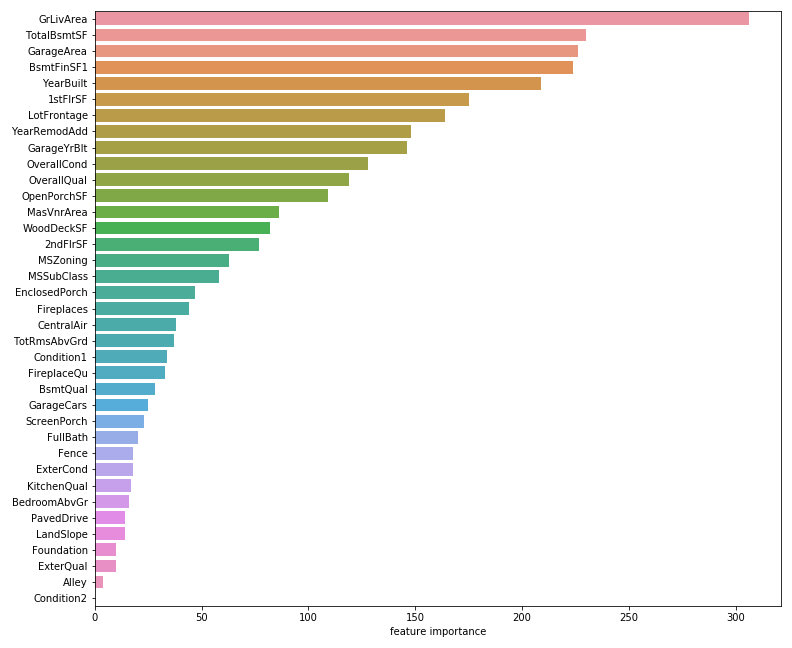 GrLivArea
TotalBsmtSF
GarageArea
BsmtFinSF1
YearBuilt
1stFlrSF
LotFrontage
YearRemodAdd
GarageYrBlt
OverallCond
OverallQual
OpenPorchSF
MasVnrArea
WoodDeckSF
2ndFlrSF
MSZoning
MSSubClass
EnclosedPorch
Fireplaces
CentralAir
TotRmsAbvGrd
Condition1
FireplaceQu
BsmtQual
GarageCars
ScreenPorch
FullBath
Fence
ExterCond
KitchenQual
BedroomAbvGr
PavedDrive
LandSlope
Foundation
ExterQual
Alley
Condition2
0 50 100 150 200 250 300
feature importance